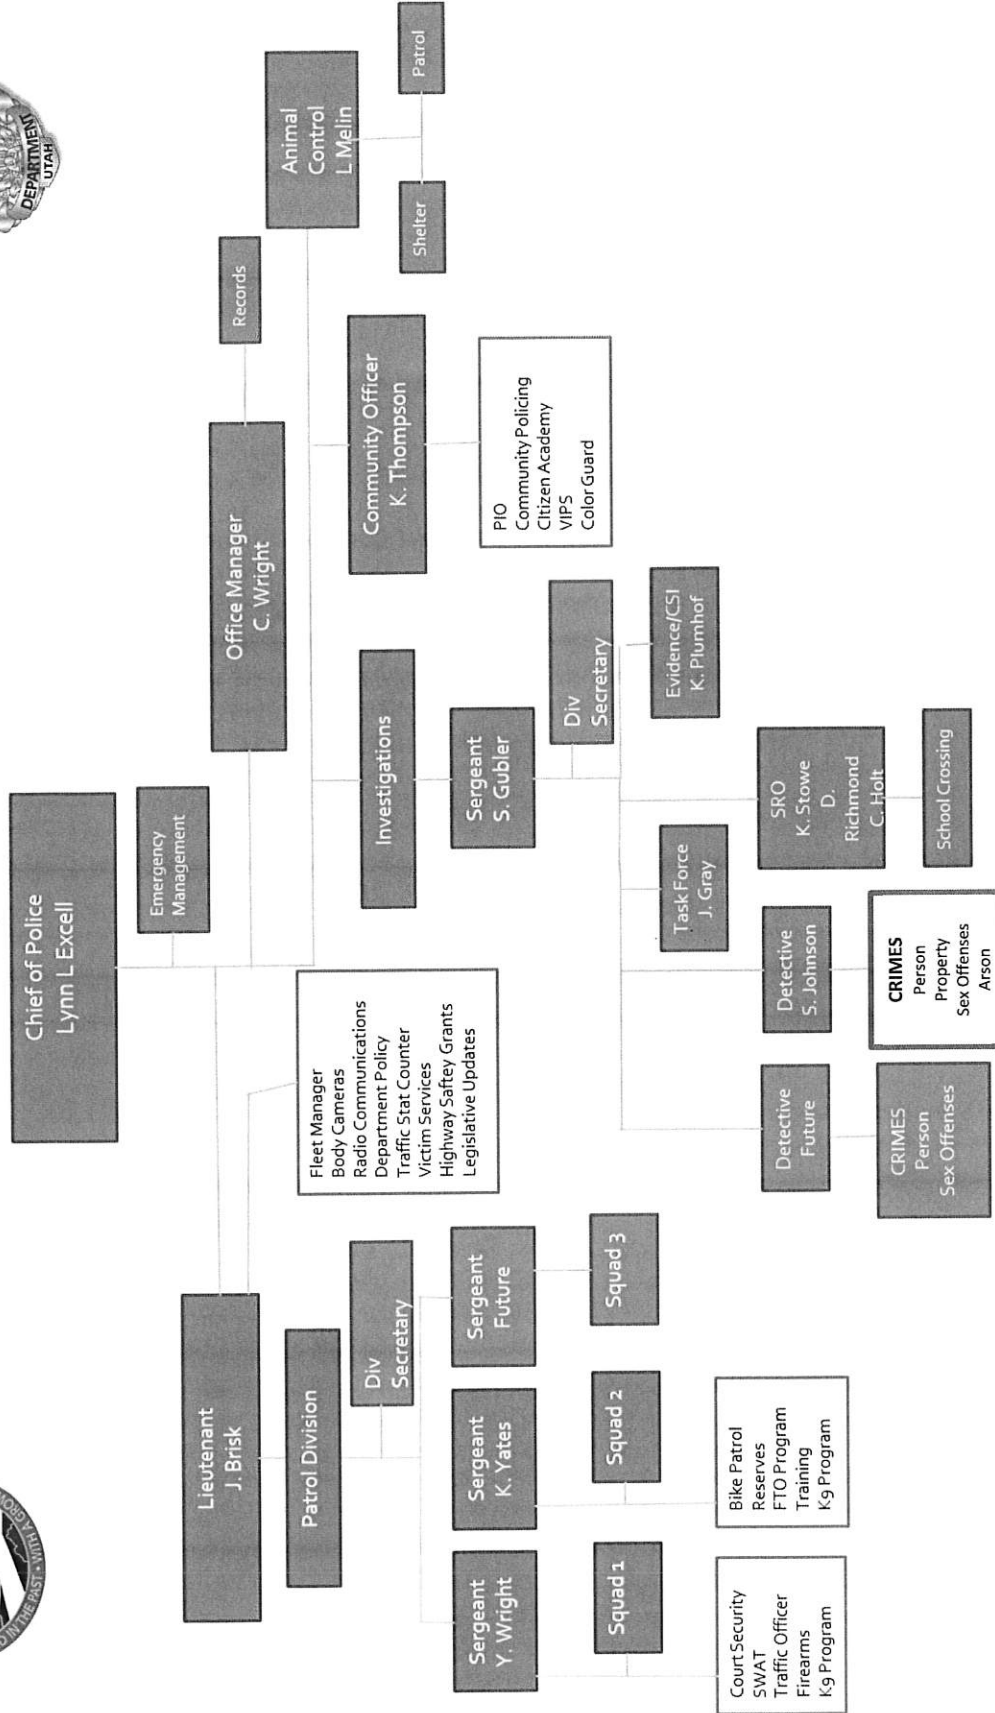 DEPARTMENT
UTAH
D IN THE PAST • WITH A GROW
Chief of Police
Lynn L Excell
Emergency
Management
Lieutenant
J. Brisk
Office Manager
C. Wright
Records
Patrol Division
Fleet Manager
Body Cameras
Radio Communications
Department Policy
Traffic Stat Counter
Victim Services
Highway Saftey Grants
Legislative Updates
Animal
Control
L Melin
Shelter
Patrol
Community Officer
K. Thompson
PIO
Community Policing
CItizen Academy
VIPS
Color Guard
Investigations
Sergeant
S. Gubler
Div
Secretary
Evidence/CSI
K. Plumhof
Task Force
J. Gray
SRO
K. Stowe
D.
Richmond
C. Holt
School Crossing
Detective
S. Johnson
CRIMES
Person
Property
Sex Offenses
Arson
Detective
Future
CRIMES
Person
Sex Offenses
Div
Secretary
Sergeant
Y. Wright
Sergeant
K. Yates
Sergeant
Future
Squad 1
Squad 2
Squad 3
Court Security
SWAT
Traffic Officer
Firearms
K9 Program
Bike Patrol
Reserves
FTO Program
Training
K9 Program